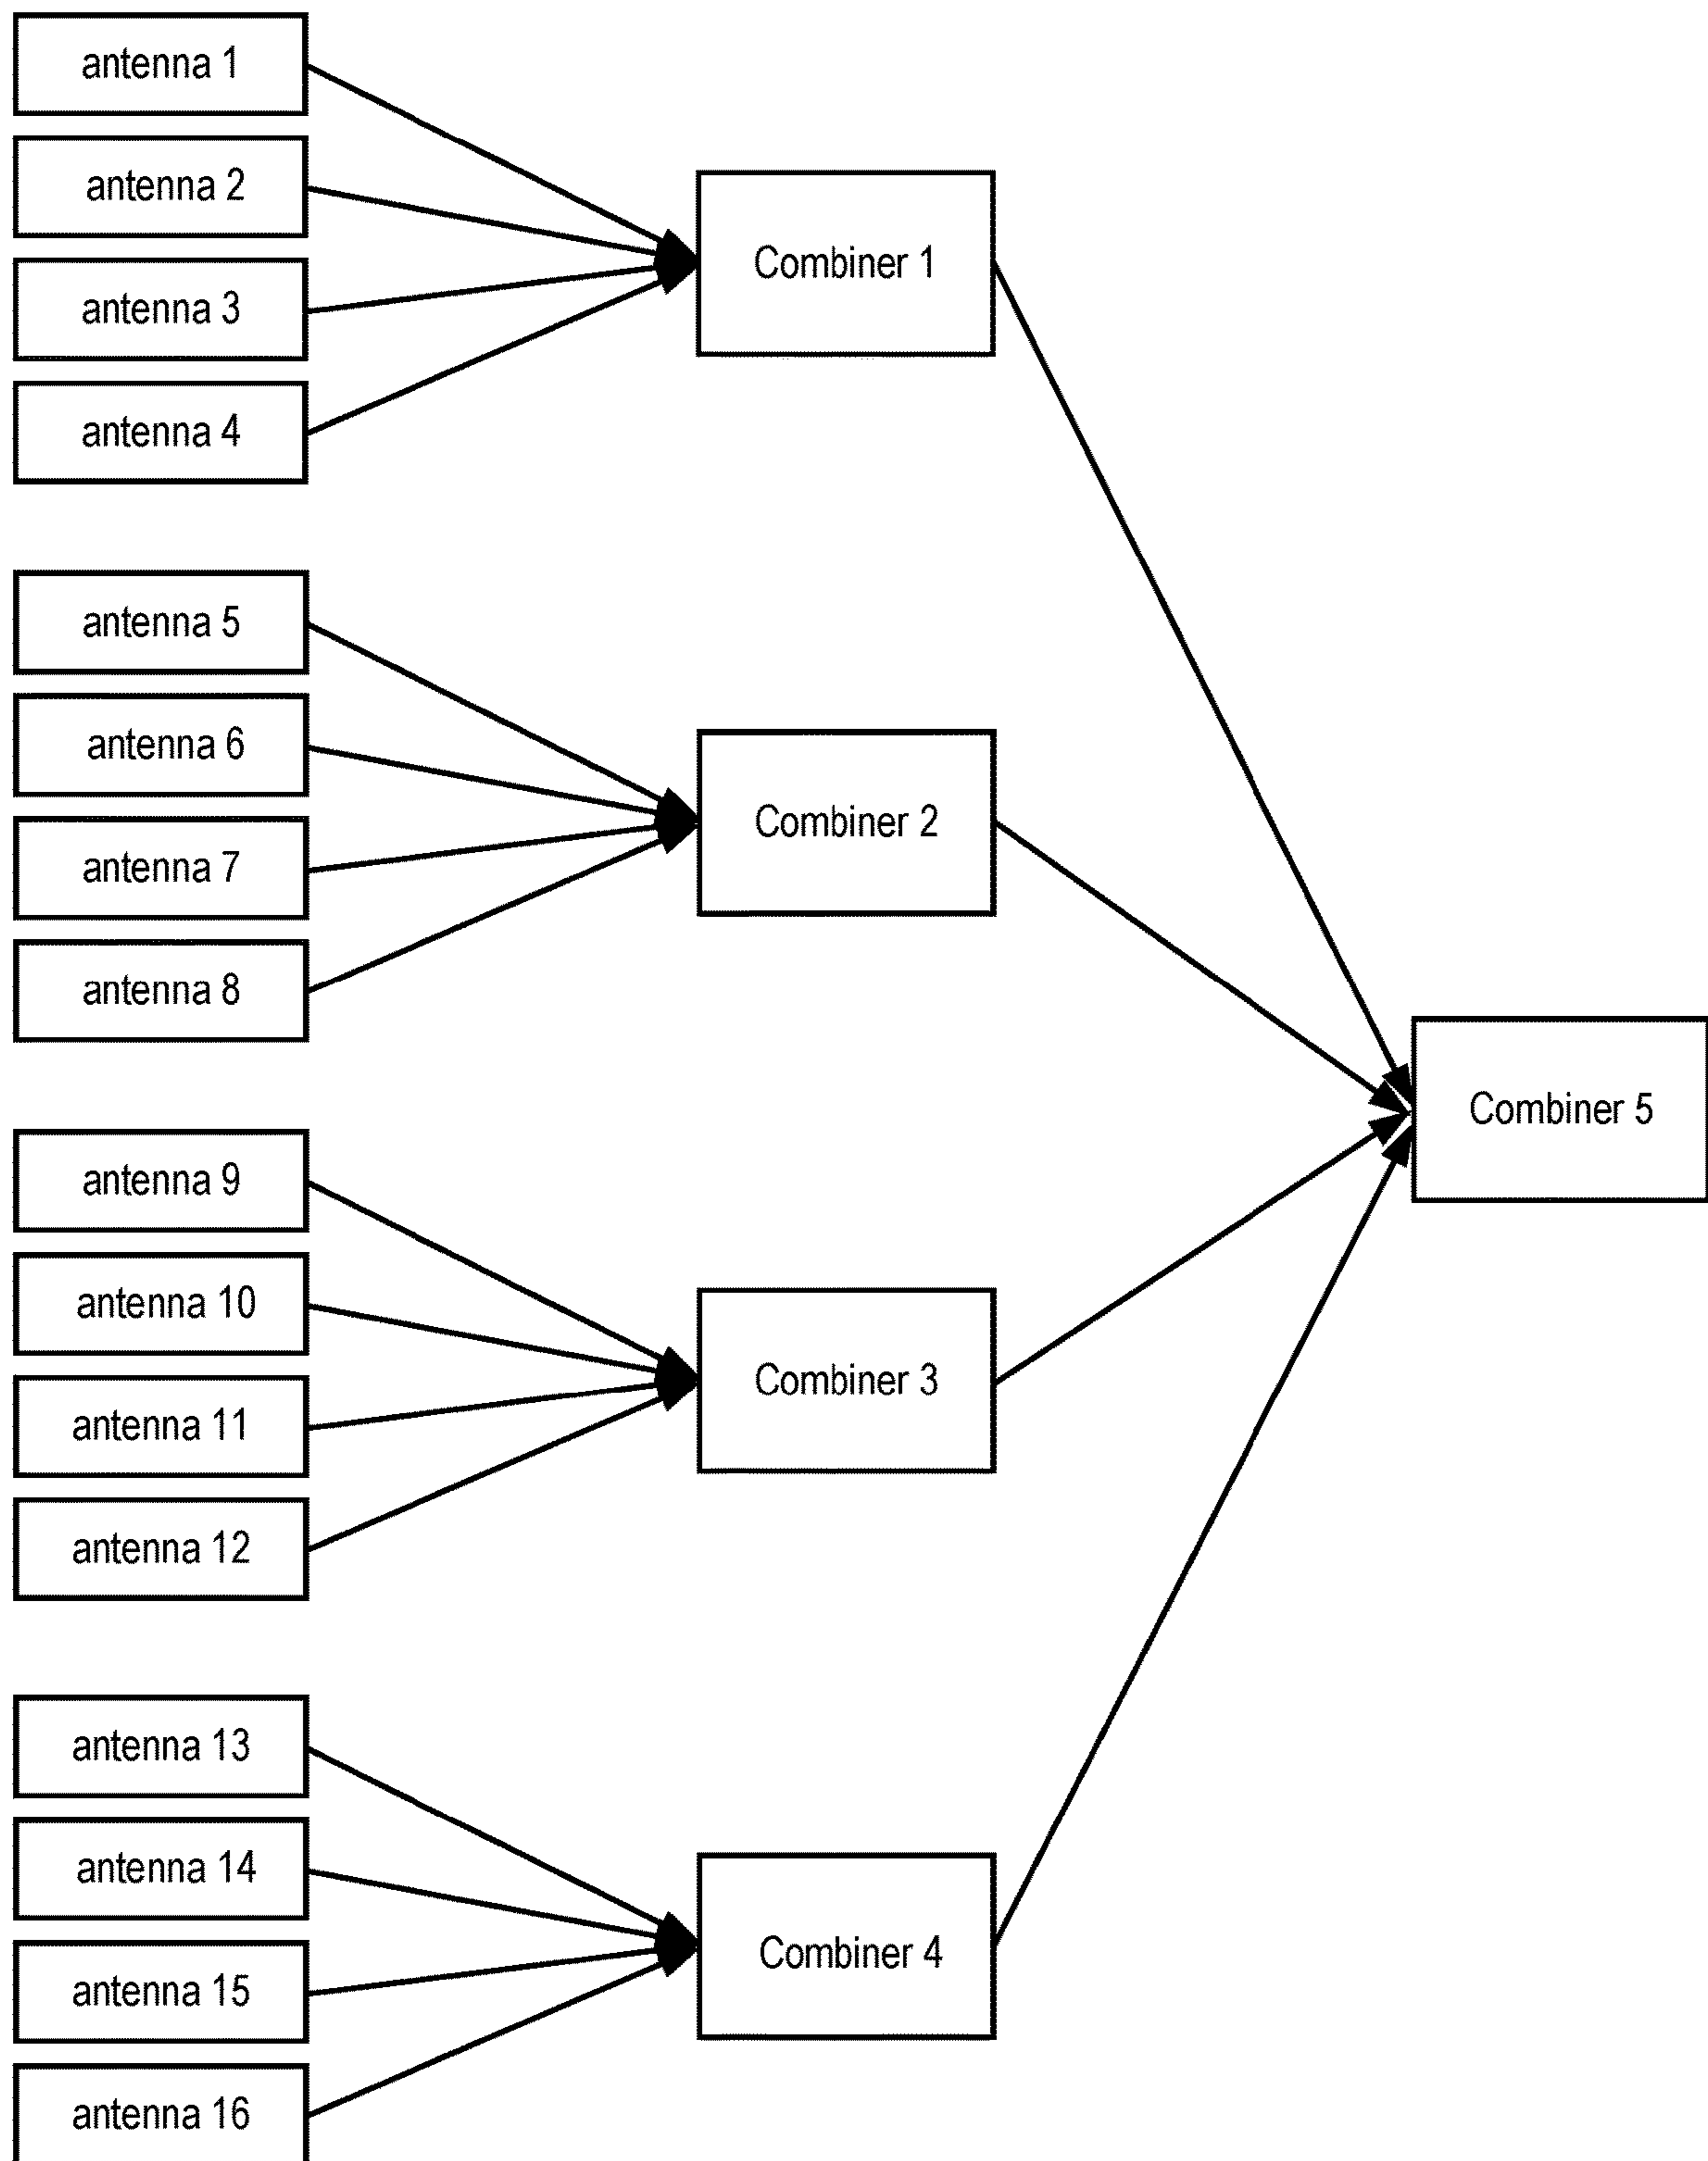 antenna 1
antenna 2
antenna 3
antenna 4
Combiner 1
antenna 5
antenna 6
antenna 7
antenna 8
Combiner 2
antenna 9
antenna 10
antenna 11
antenna 12
Combiner 3
antenna 13
antenna 14
antenna 15
antenna 16
Combiner 4
Combiner 5